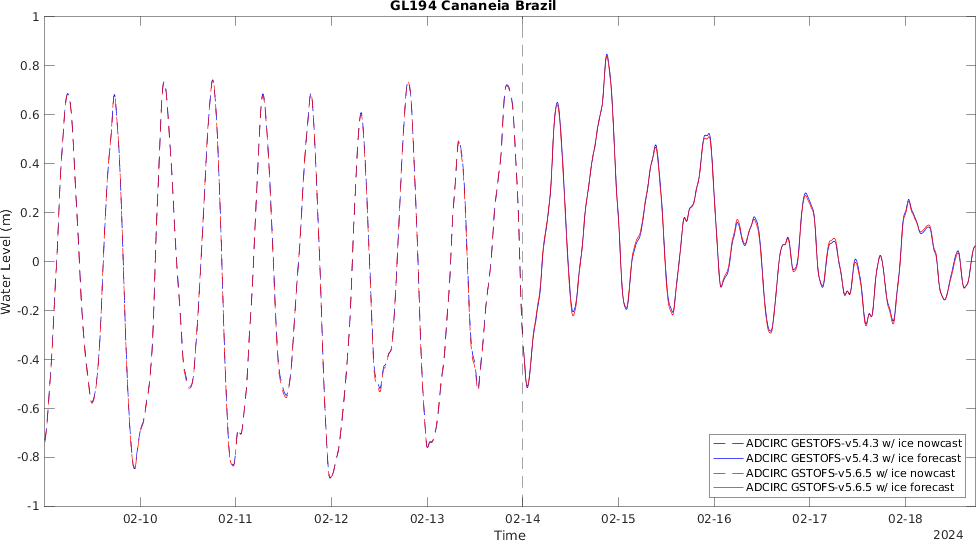 GL194 Cananeia Brazil
1
0.8
0.6
0.4
0.2
0
-0.2
-0.4
-0.6
-0.8
-1
Water Level (m)
ADCIRC GESTOFS-v5.4.3 w/ ice nowcast
ADCIRC GESTOFS-v5.4.3 w/ ice forecast
ADCIRC GSTOFS-v5.6.5 w/ ice nowcast
ADCIRC GSTOFS-v5.6.5 w/ ice forecast
02-10 02-11 02-12 02-13 02-14 02-15 02-16 02-17 02-18
Time
2024